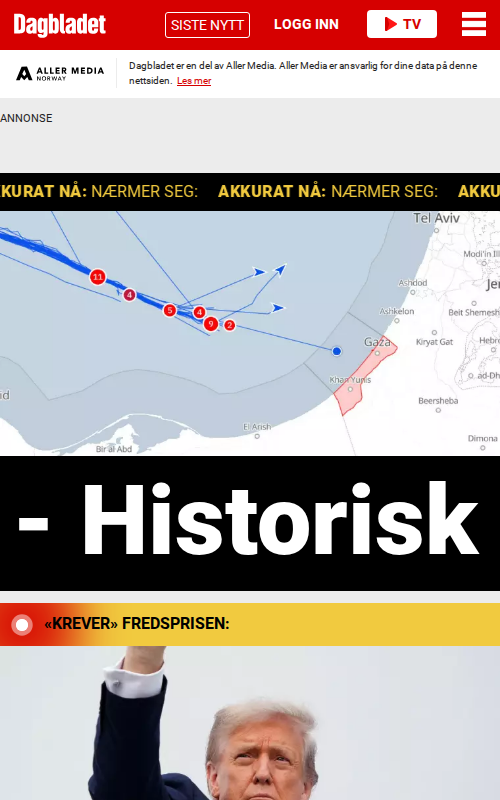 Dagbladet
SISTE NYTT
LOGG INN
TV
ALLER MEDIA
NORWAY
Dagbladet er en del av Aller Media. Aller Media er ansvarlig for dine data på denne
nettsiden. Les mer
ANNONSE
KURAT NÅ: NÆRMER SEG: AKKURAT NÅ: NÆRMER SEG: AKKU
Tel Aviv
Modi'in Il
Jer
Ashdod
Ashkelon
Beit Shemesh
11
4
5
4
9
2
Gaza
Kiryat Gat
Hebro
Khan Yunis
ad-Dh
id
Beersheba
El Arish
Bir al Abd
Dimona
- Historisk
«KREVER» FREDSPRISEN: